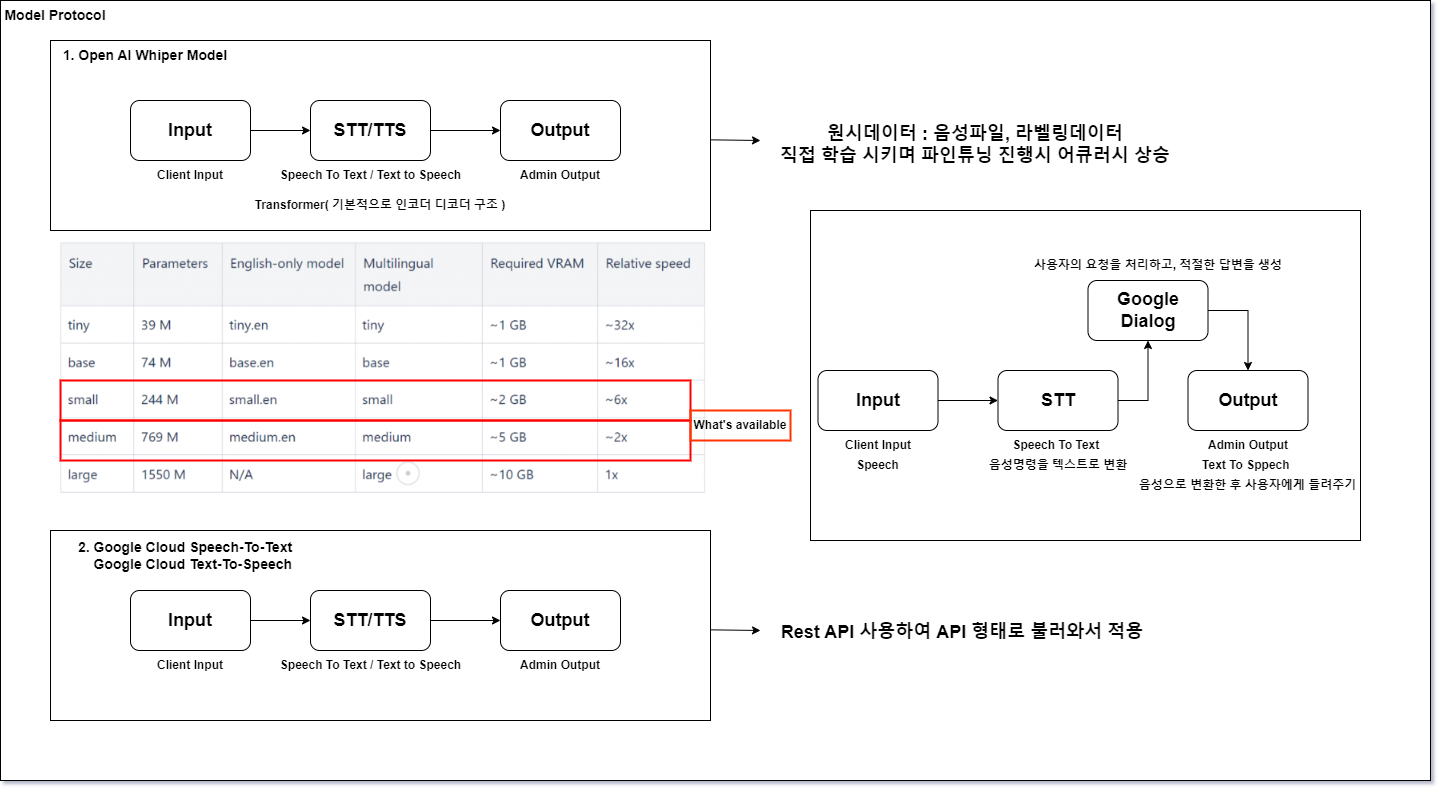 Model Protocol
1. Open AI Whiper Model
Input
STT/TTS
Output
Client Input
Speech To Text / Text to Speech
Admin Output
Transformer( 기본적으로 인코더 디코더 구조 )
원시데이터 : 음성파일, 라벨링데이터
직접 학습 시키며 파인튜닝 진행시 어큐러시 상승
Size Parameters English-only model Multilingual model Required VRAM Relative speed
tiny 39 M tiny.en tiny ~1 GB ~32x
base 74 M base.en base ~1 GB ~16x
small 244 M small.en small ~2 GB ~6x
medium 769 M medium.en medium ~5 GB ~2x
large 1550 M N/A large ~10 GB 1x
What's available
사용자의 요청을 처리하고, 적절한 답변을 생성
Google
Dialog
Input
STT
Output
Client Input
Speech
Speech To Text
음성명령을 텍스트로 변환
Admin Output
Text To Sppech
음성으로 변환한 후 사용자에게 들려주기
2. Google Cloud Speech-To-Text
Google Cloud Text-To-Speech
Input
STT/TTS
Output
Client Input
Speech To Text / Text to Speech
Admin Output
Rest API 사용하여 API 형태로 불러와서 적용